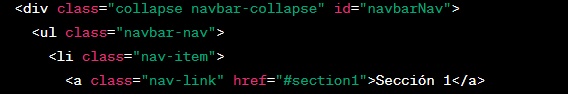 <div class="collapse navbar-collapse" id="navbarNav">
<ul class="navbar-nav">
<li class="nav-item">
<a class="nav-link" href="#section1">Sección 1</a>